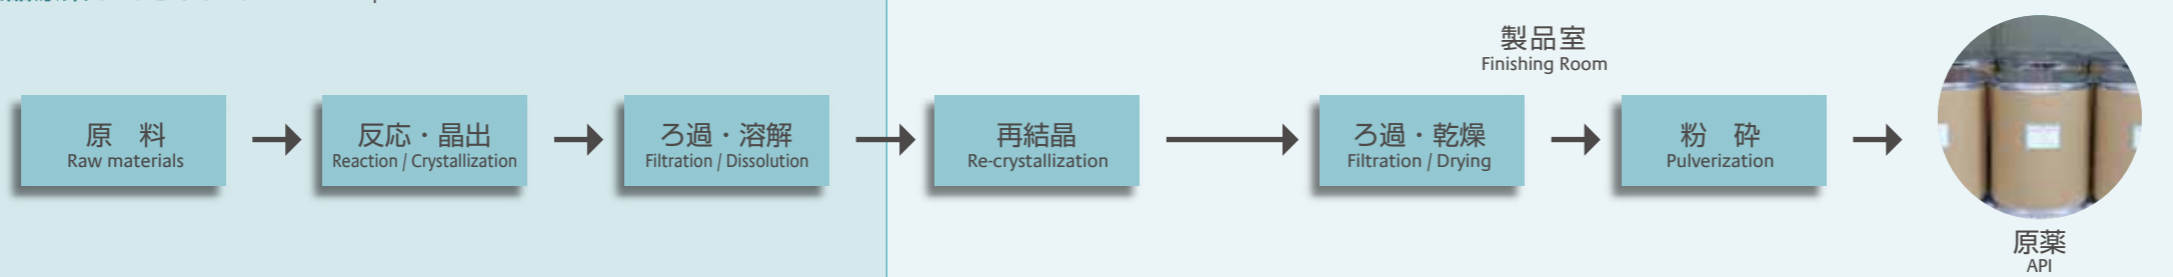 原　料
Raw materials
反応・晶出
Reaction / Crystallization
ろ過・溶解
Filtration / Dissolution
再結晶
Re-crystallization
製品室
Finishing Room
ろ過・乾燥
Filtration / Drying
粉　砕
Pulverization
原薬
API